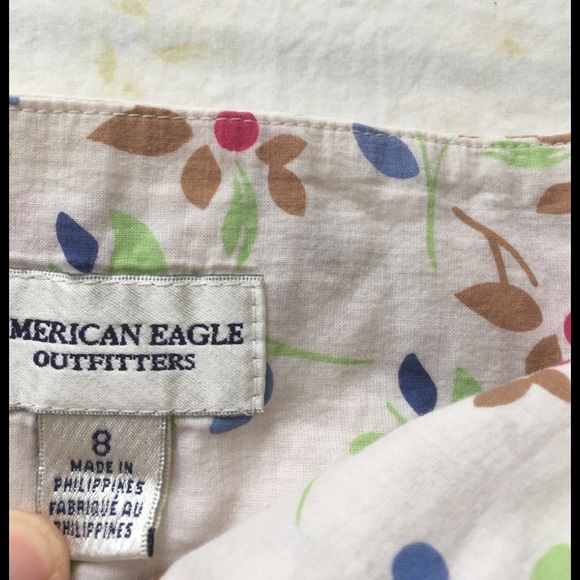 MERICAN EAGLE
OUTFITTERS
8
MADE IN
PHILIPPINES
FABRIQUÉ AU
PHILIPPINES